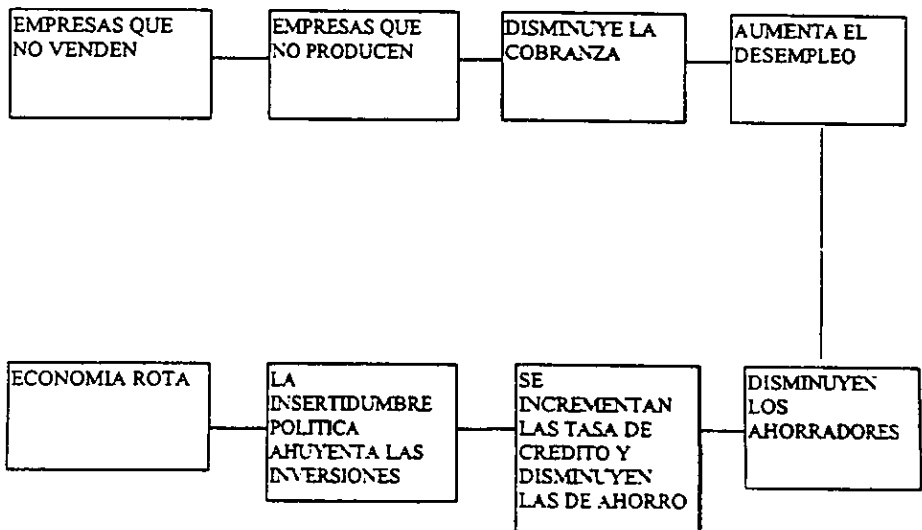 EMPRESAS QUE
NO VENDEN
EMPRESAS QUE
NO PRODUCEN
DISMINUYE LA
COBRANZA
AUMENTA EL
DESEMPLEO
ECONOMIA ROTA
LA
INSERTIDUMBRE
POLITICA
AHUYENTA LAS
INVERSIONES
SE
INCREMENTAN
LAS TASA DE
CREDITO Y
DISMINUYEN
LAS DE AHORRO
DISMINUYEN
LOS
AHORRADORES